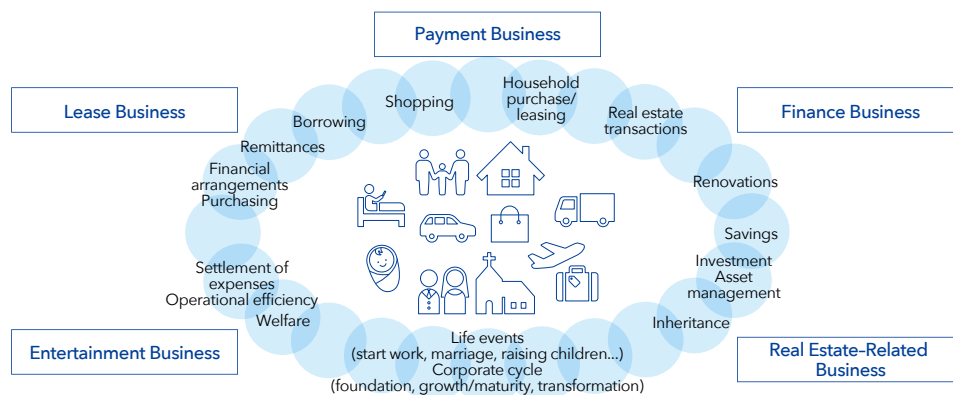 Payment Business
Lease Business
Finance Business
Shopping
Household
purchase/
leasing
Borrowing
Real estate
transactions
Remittances
Financial
arrangements
Purchasing
Renovations
Savings
Settlement of
expenses
Operational efficiency
Investment
Asset
management
Welfare
Inheritance
Life events
(start work, marriage, raising children...)
Corporate cycle
(foundation, growth/maturity, transformation)
Entertainment Business
Real Estate–Related
Business